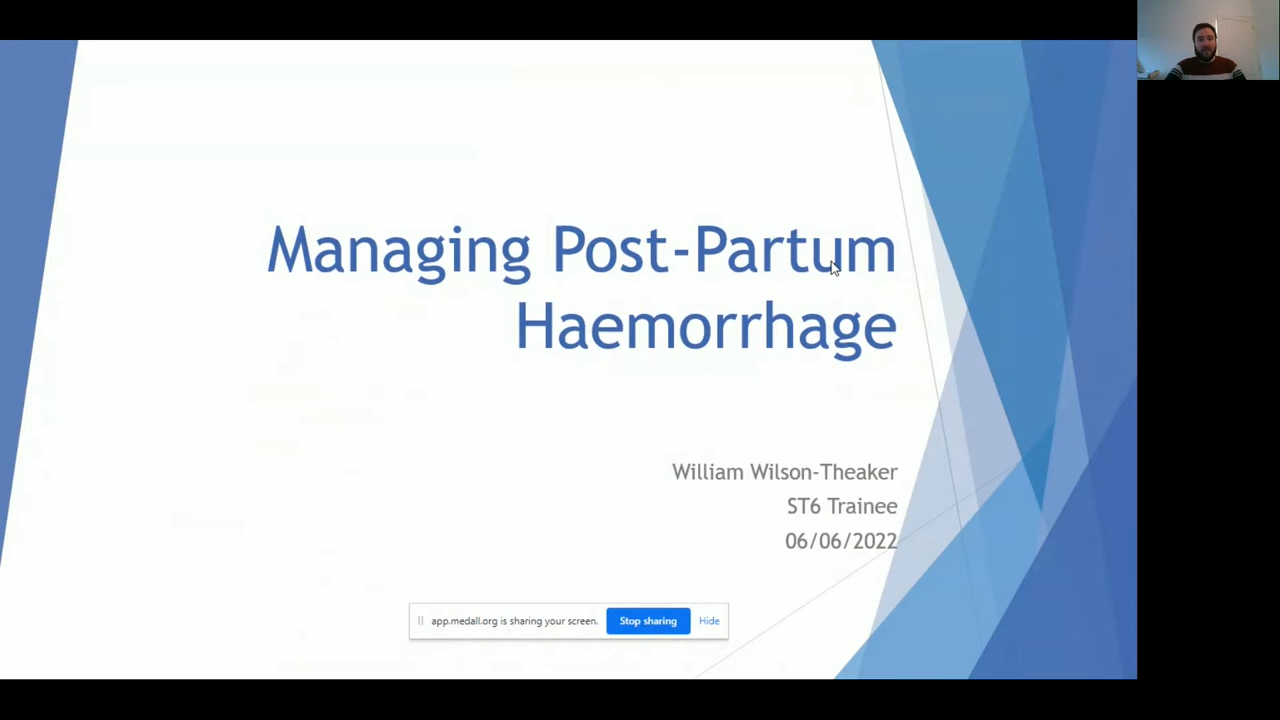 Managing Post-Partum
Haemorrhage
William Wilson-Theaker
ST6 Trainee
06/06/2022
app.medall.org is sharing your screen. Stop sharing Hide